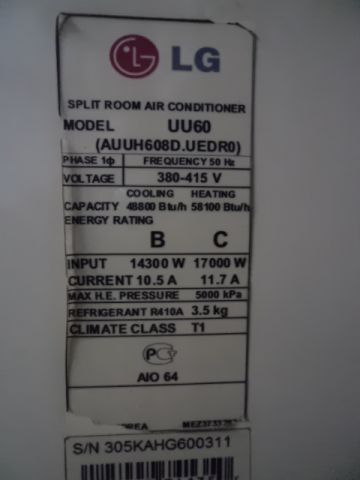 LG
SPLIT ROOM AIR CONDITIONER
MODEL UU60
(AUUH608D.UEDR0)
PHASE 1ф FREQUENCY 50 Hz
VOLTAGE 380-415 V
COOLING HEATING
CAPACITY 48800 Btu/h 58100 Btu/h
ENERGY RATING
B C
INPUT 14300 W 17000 W
CURRENT 10.5 A 11.7 A
MAX H.E. PRESSURE 5000 kPa
REFRIGERANT R410A 3.5 kg
CLIMATE CLASS T1
AIO 64
S/N 305KAHG600311